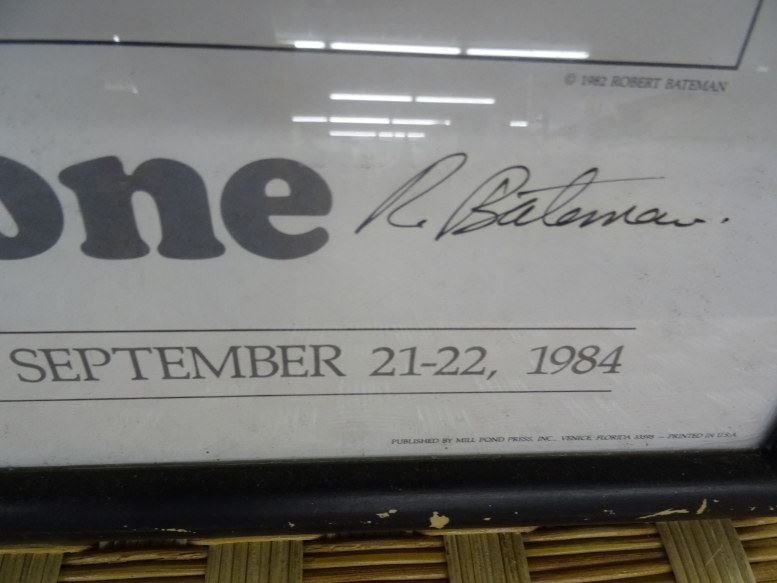 © 1982 ROBERT BATEMAN
one R. Bateman.
SEPTEMBER 21-22, 1984
PUBLISHED BY MILL POND PRESS, INC., VENICE, FLORIDA 33595 — PRINTED IN U.S.A.